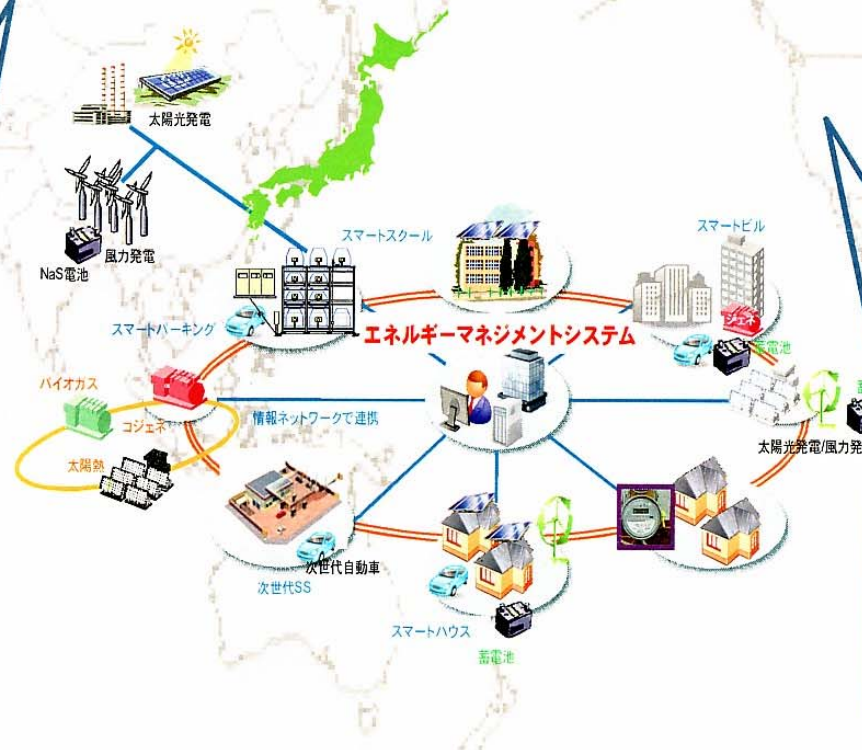 太陽光発電
風力発電
NaS電池
スマートスクール
スマートビル
スマートパーキング
エネルギーマネジメントシステム
ジェネ
蓄電池
バイオガス
コジェネ
情報ネットワークで連携
太陽熱
太陽光発電/風力発
次世代自動車
次世代SS
スマートハウス
蓄電池